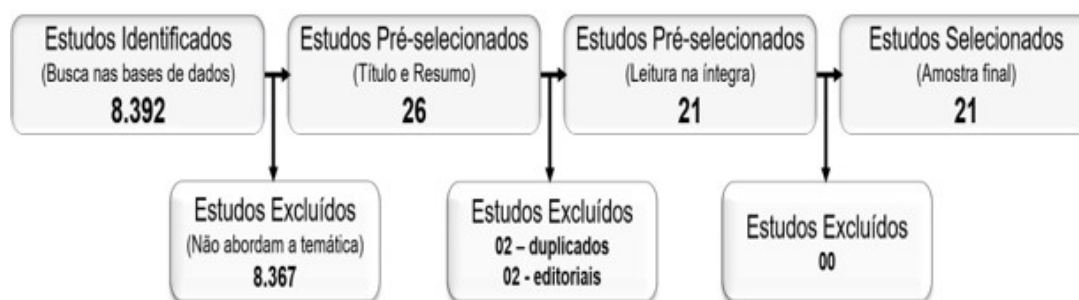 Estudos Identificados
(Busca nas bases de dados)
8.392
Estudos Pré-selecionados
(Título e Resumo)
26
Estudos Pré-selecionados
(Leitura na íntegra)
21
Estudos Selecionados
(Amostra final)
21
Estudos Excluídos
(Não abordam a temática)
8.367
Estudos Excluídos
02 – duplicados
02 - editoriais
Estudos Excluídos
00